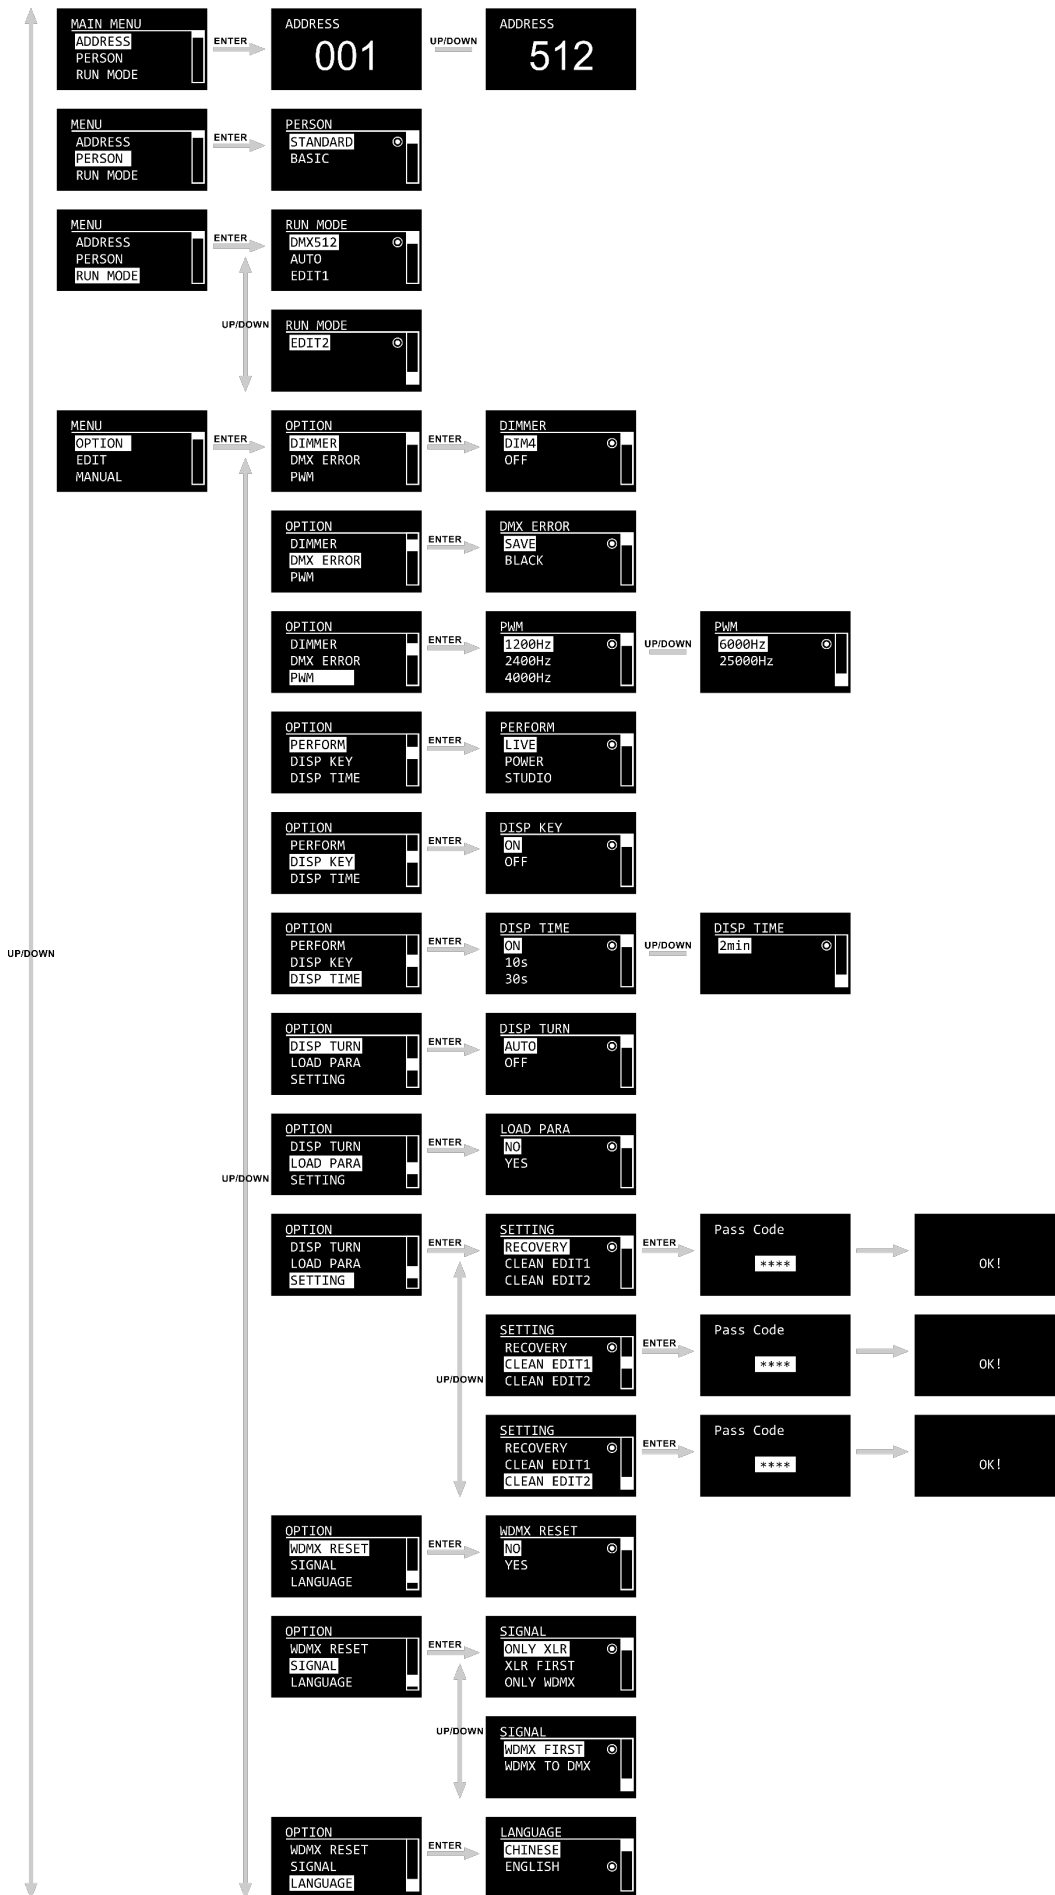 MAIN MENU
ADDRESS
PERSON
RUN MODE
ENTER
ADDRESS
001
UP/DOWN
ADDRESS
512
MENU
ADDRESS
PERSON
RUN MODE
ENTER
PERSON
STANDARD
BASIC
MENU
ADDRESS
PERSON
RUN MODE
ENTER
RUN MODE
DMX512
AUTO
EDIT1
UP/DOWN
RUN MODE
EDIT2
MENU
OPTION
EDIT
MANUAL
ENTER
OPTION
DIMMER
DMX ERROR
PWM
ENTER
DIMMER
DIM4
OFF
OPTION
DIMMER
DMX ERROR
PWM
ENTER
DMX ERROR
SAVE
BLACK
OPTION
DIMMER
DMX ERROR
PWM
ENTER
PWM
1200Hz
2400Hz
4000Hz
UP/DOWN
PWM
6000Hz
25000Hz
OPTION
PERFORM
DISP KEY
DISP TIME
ENTER
PERFORM
LIVE
POWER
STUDIO
OPTION
PERFORM
DISP KEY
DISP TIME
ENTER
DISP KEY
ON
OFF
UP/DOWN
OPTION
PERFORM
DISP KEY
DISP TIME
ENTER
DISP TIME
ON
10s
30s
UP/DOWN
DISP TIME
2min
OPTION
DISP TURN
LOAD PARA
SETTING
ENTER
DISP TURN
AUTO
OFF
UP/DOWN
OPTION
DISP TURN
LOAD PARA
SETTING
ENTER
LOAD PARA
NO
YES
OPTION
DISP TURN
LOAD PARA
SETTING
ENTER
SETTING
RECOVERY
CLEAN EDIT1
CLEAN EDIT2
ENTER
Pass Code
****
OK!
UP/DOWN
SETTING
RECOVERY
CLEAN EDIT1
CLEAN EDIT2
ENTER
Pass Code
****
OK!
SETTING
RECOVERY
CLEAN EDIT1
CLEAN EDIT2
ENTER
Pass Code
****
OK!
OPTION
WDMX RESET
SIGNAL
LANGUAGE
ENTER
WDMX RESET
NO
YES
OPTION
WDMX RESET
SIGNAL
LANGUAGE
ENTER
SIGNAL
ONLY XLR
XLR FIRST
ONLY WDMX
UP/DOWN
SIGNAL
WDMX FIRST
WDMX TO DMX
OPTION
WDMX RESET
SIGNAL
LANGUAGE
ENTER
LANGUAGE
CHINESE
ENGLISH